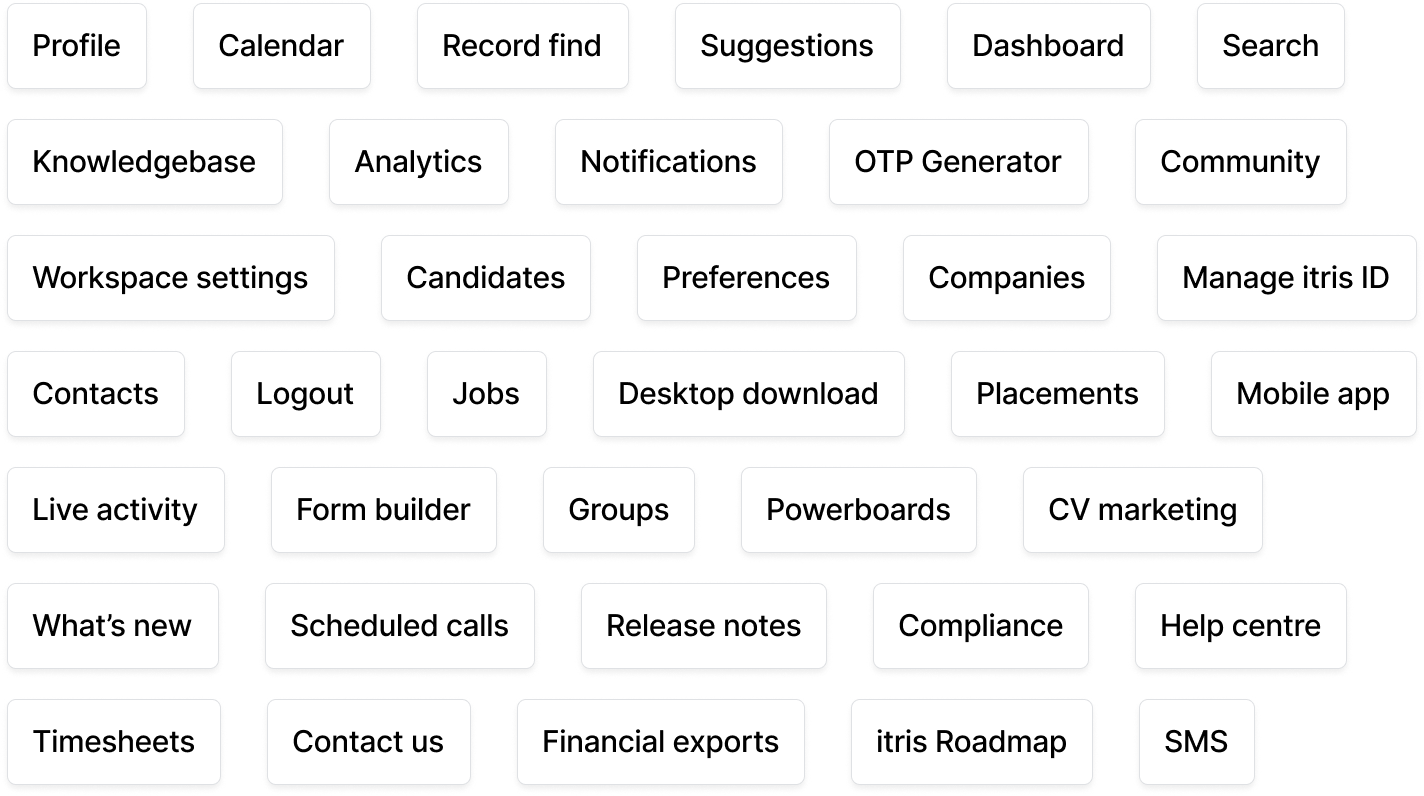 Profile Calendar Record find Suggestions Dashboard Search
Knowledgebase Analytics Notifications OTP Generator Community
Workspace settings Candidates Preferences Companies Manage itris ID
Contacts Logout Jobs Desktop download Placements Mobile app
Live activity Form builder Groups Powerboards CV marketing
What’s new Scheduled calls Release notes Compliance Help centre
Timesheets Contact us Financial exports itris Roadmap SMS